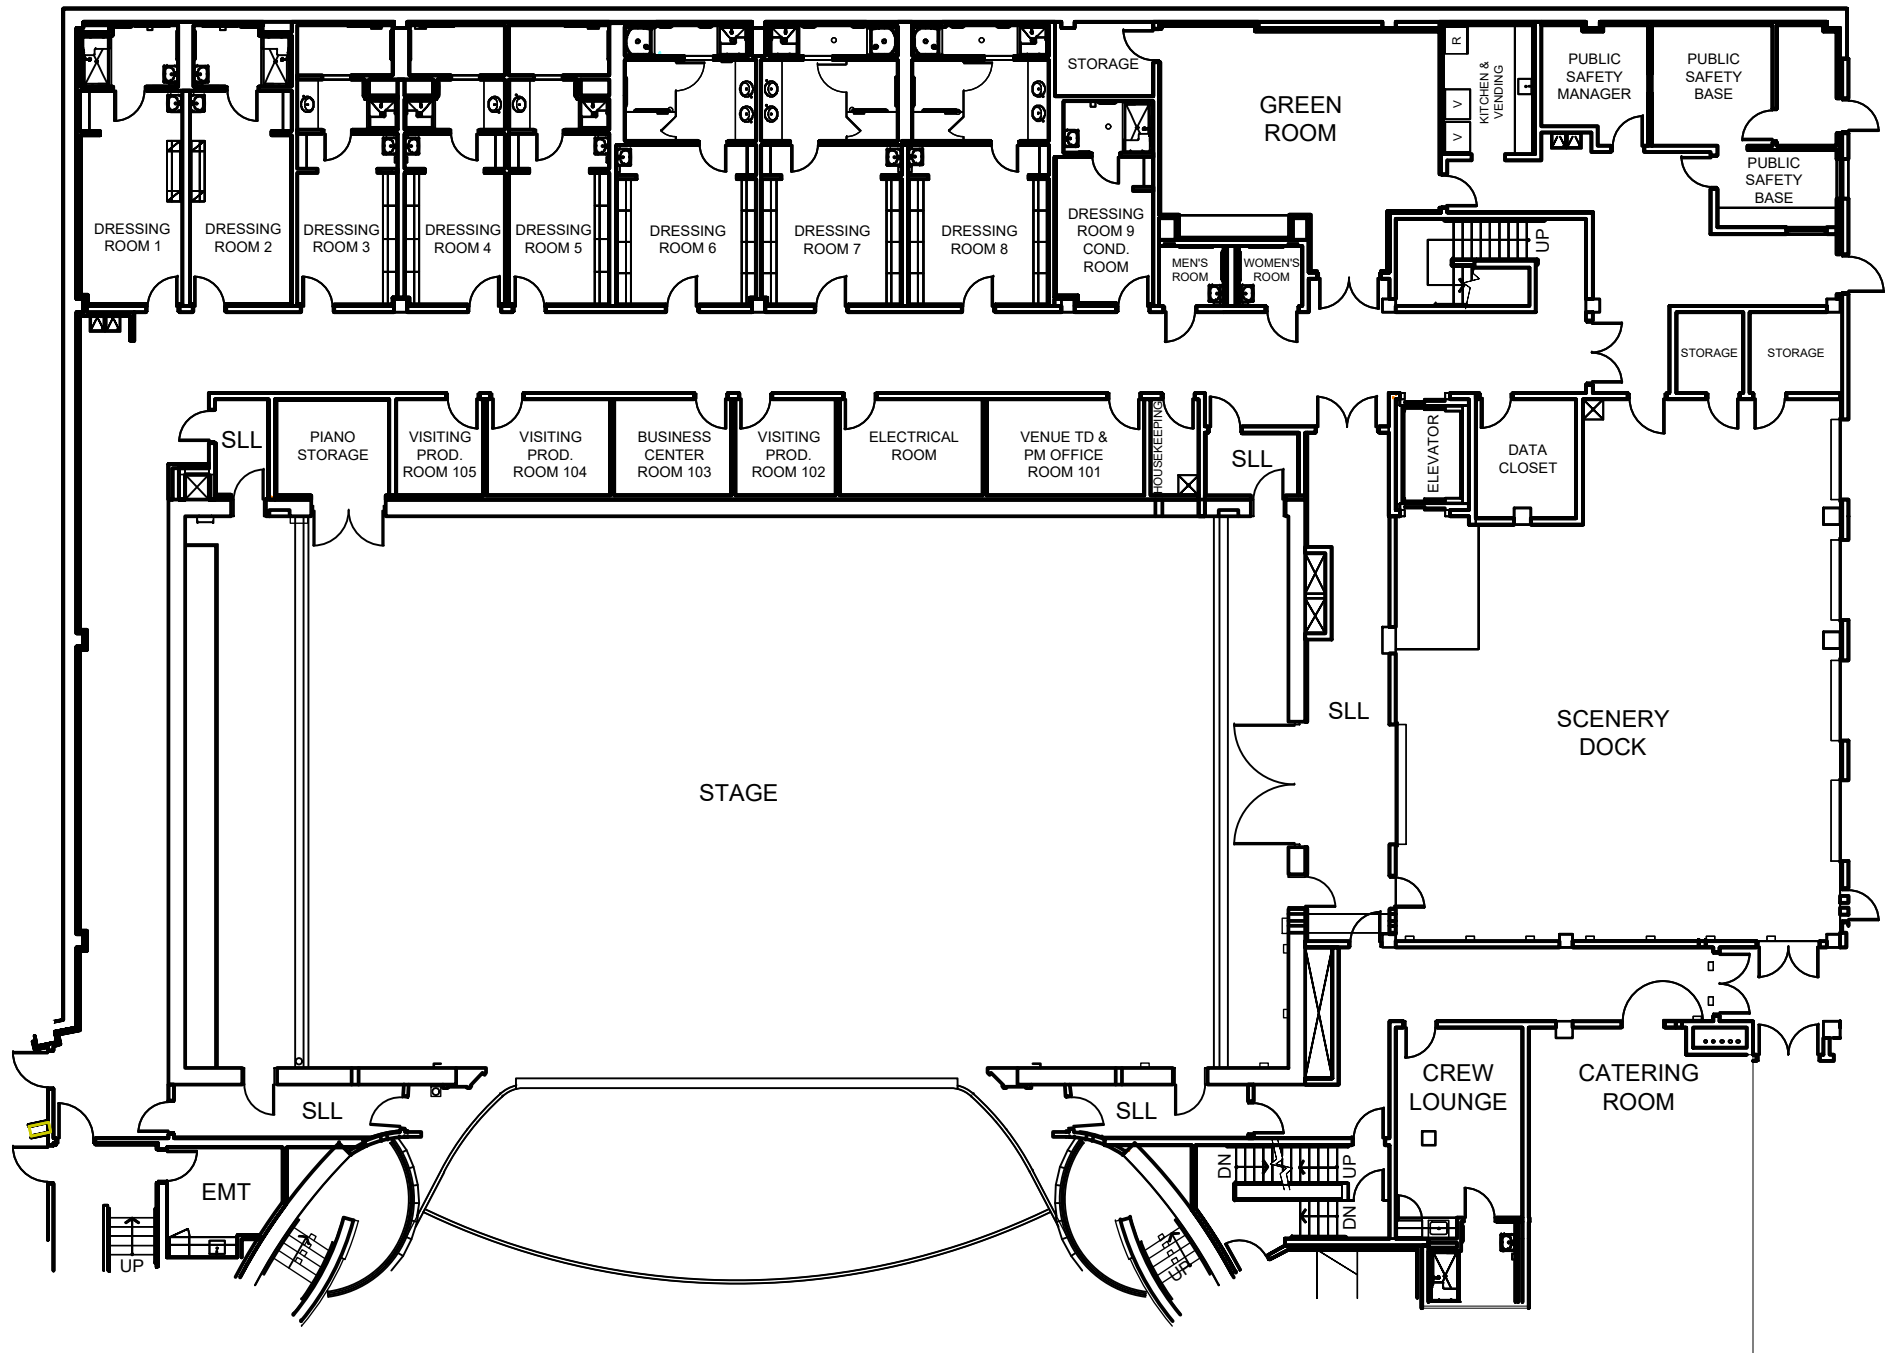 STORAGE
GREEN
ROOM
R
V
V
KITCHEN &
VENDING
PUBLIC
SAFETY
MANAGER
PUBLIC
SAFETY
BASE
PUBLIC
SAFETY
BASE
DRESSING
ROOM 1
DRESSING
ROOM 2
DRESSING
ROOM 3
DRESSING
ROOM 4
DRESSING
ROOM 5
DRESSING
ROOM 6
DRESSING
ROOM 7
DRESSING
ROOM 8
DRESSING
ROOM 9
COND.
ROOM
MEN'S
ROOM
WOMEN'S
ROOM
UP
STORAGE
STORAGE
SLL
PIANO
STORAGE
VISITING
PROD.
ROOM 105
VISITING
PROD.
ROOM 104
BUSINESS
CENTER
ROOM 103
VISITING
PROD.
ROOM 102
ELECTRICAL
ROOM
VENUE TD &
PM OFFICE
ROOM 101
HOUSEKEEPING
SLL
ELEVATOR
DATA
CLOSET
SLL
SCENERY
DOCK
STAGE
SLL
SLL
CREW
LOUNGE
CATERING
ROOM
EMT
UP
UP
UP
DN
UP
DN